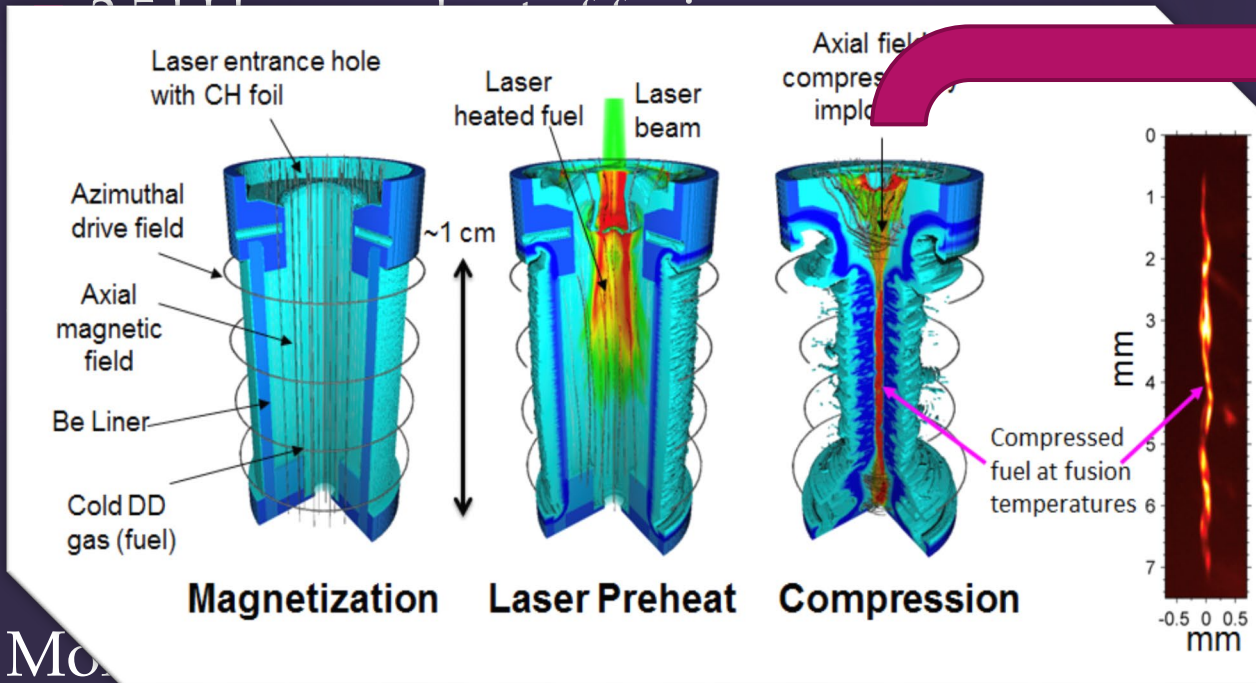 Laser entrance hole
with CH foil
Azimuthal
drive field
Axial
magnetic
field
Be Liner
Cold DD
gas (fuel)
~1 cm
Laser
heated fuel
Laser
beam
Axial
Compressed
fuel at fusion
temperatures
Magnetization
Laser Preheat
Compression
0
1
2
3
4
5
6
7
mm
-0.5 0 0.5
mm